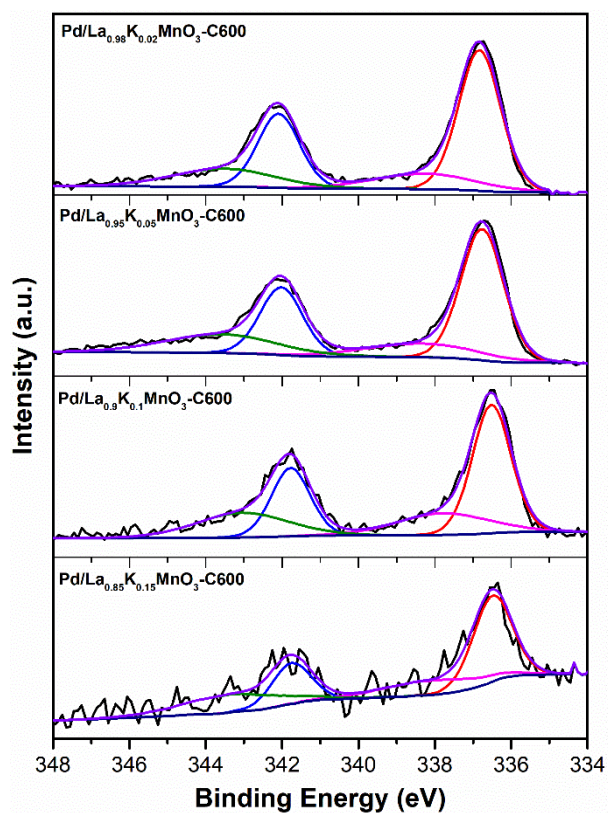 Pd/La0.98K0.02MnO3-C600
Pd/La0.95K0.05MnO3-C600
Pd/La0.9K0.1MnO3-C600
Pd/La0.85K0.15MnO3-C600
Intensity (a.u.)
348 346 344 342 340 338 336 334
Binding Energy (eV)